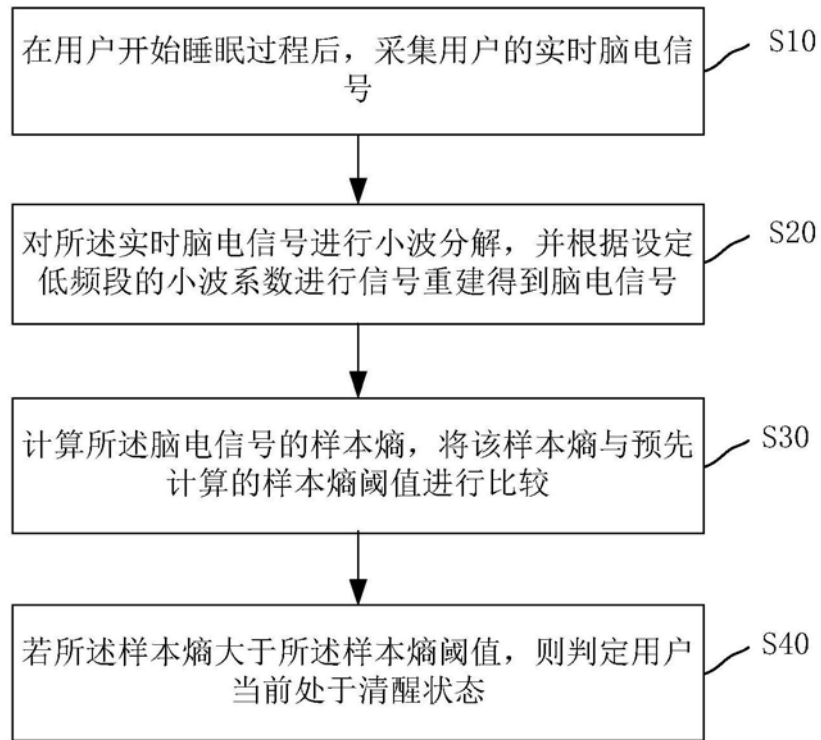 在用户开始睡眠过程后，采集用户的实时脑电信
号
S10
对所述实时脑电信号进行小波分解，并根据设定
低频段的小波系数进行信号重建得到脑电信号
S20
计算所述脑电信号的样本熵，将该样本熵与预先
计算的样本熵阈值进行比较
S30
若所述样本熵大于所述样本熵阈值，则判定用户
当前处于清醒状态
S40